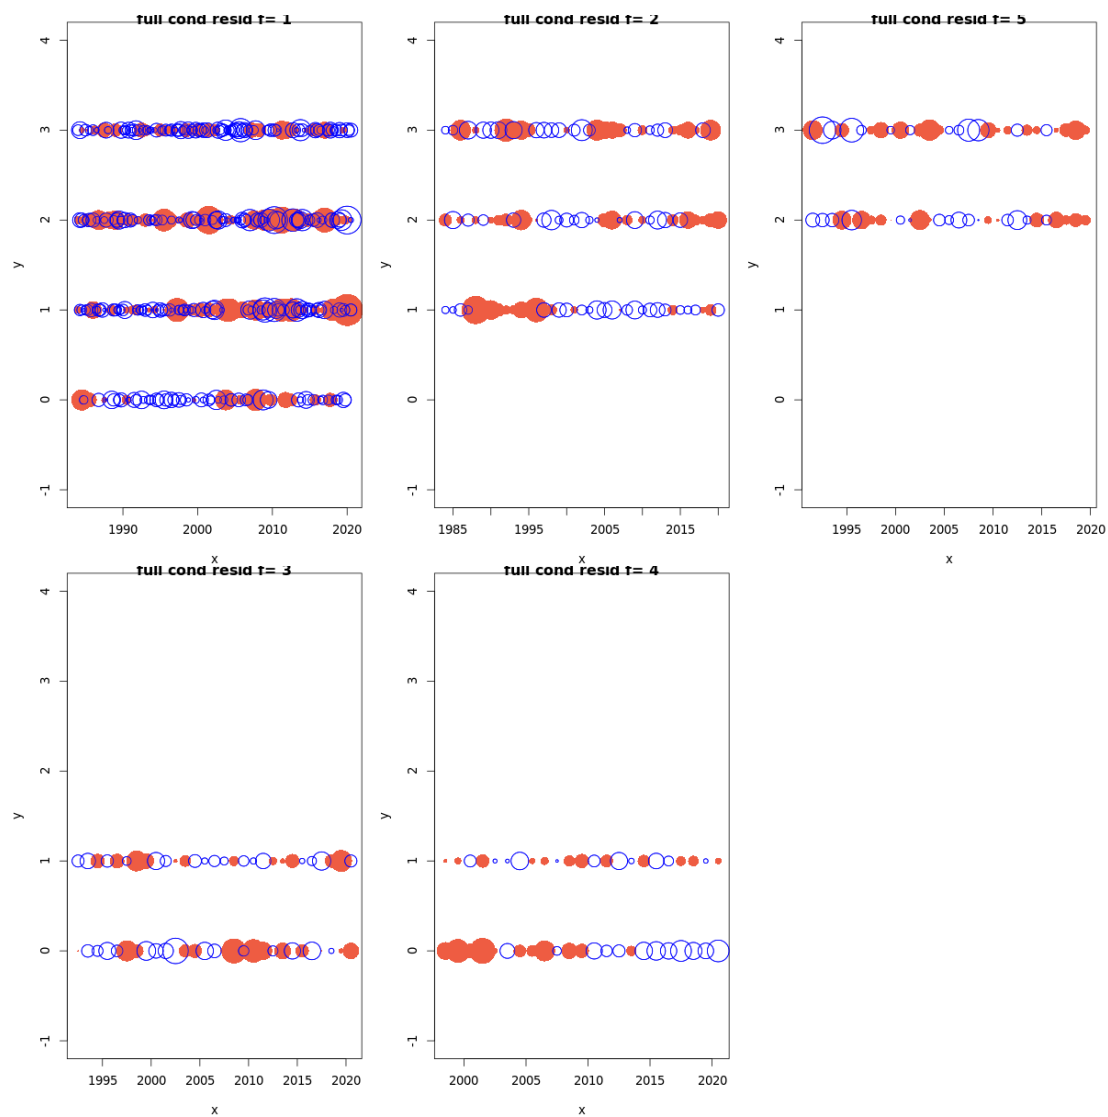 full cond resid f= 1
full cond resid f= 2
full cond resid f= 5
4
3
2
1
0
-1
y
1990 2000 2010 2020
x
4
3
2
1
0
-1
y
1985 1995 2005 2015
x
4
3
2
1
0
-1
y
1995 2000 2005 2010 2015 2020
x
full cond resid f= 3
full cond resid f= 4
4
3
2
1
0
-1
y
1995 2000 2005 2010 2015 2020
x
4
3
2
1
0
-1
y
2000 2005 2010 2015 2020
x